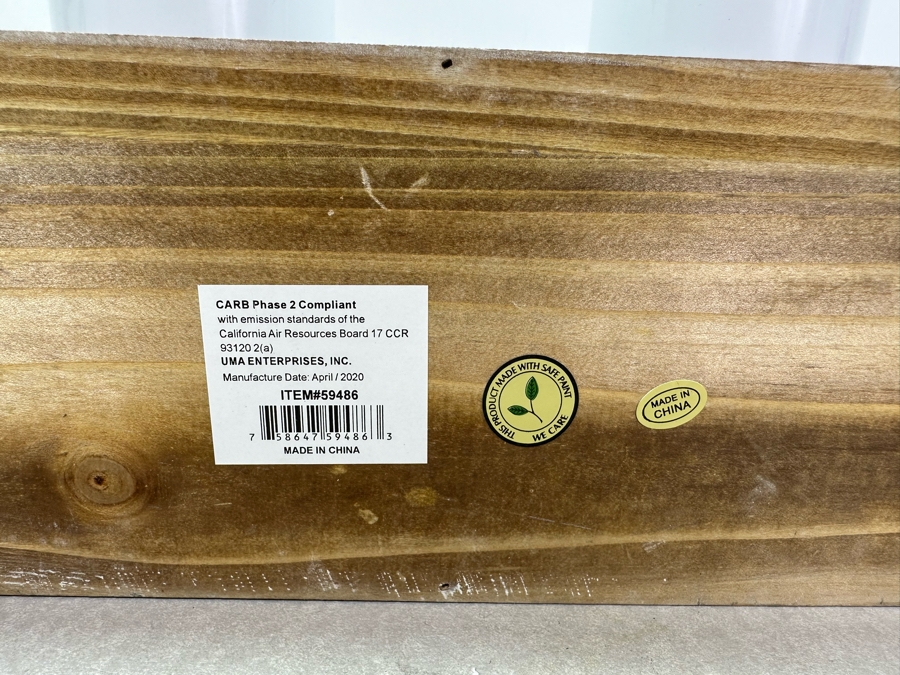 CARB Phase 2 Compliant
with emission standards of the
California Air Resources Board 17 CCR
93120 2(a)
UMA ENTERPRISES, INC.
Manufacture Date: April / 2020
ITEM#59486
7 58647 59486 3
MADE IN CHINA
THIS PRODUCT MADE WITH SAFE PAINT
WE CARE
MADE IN
CHINA